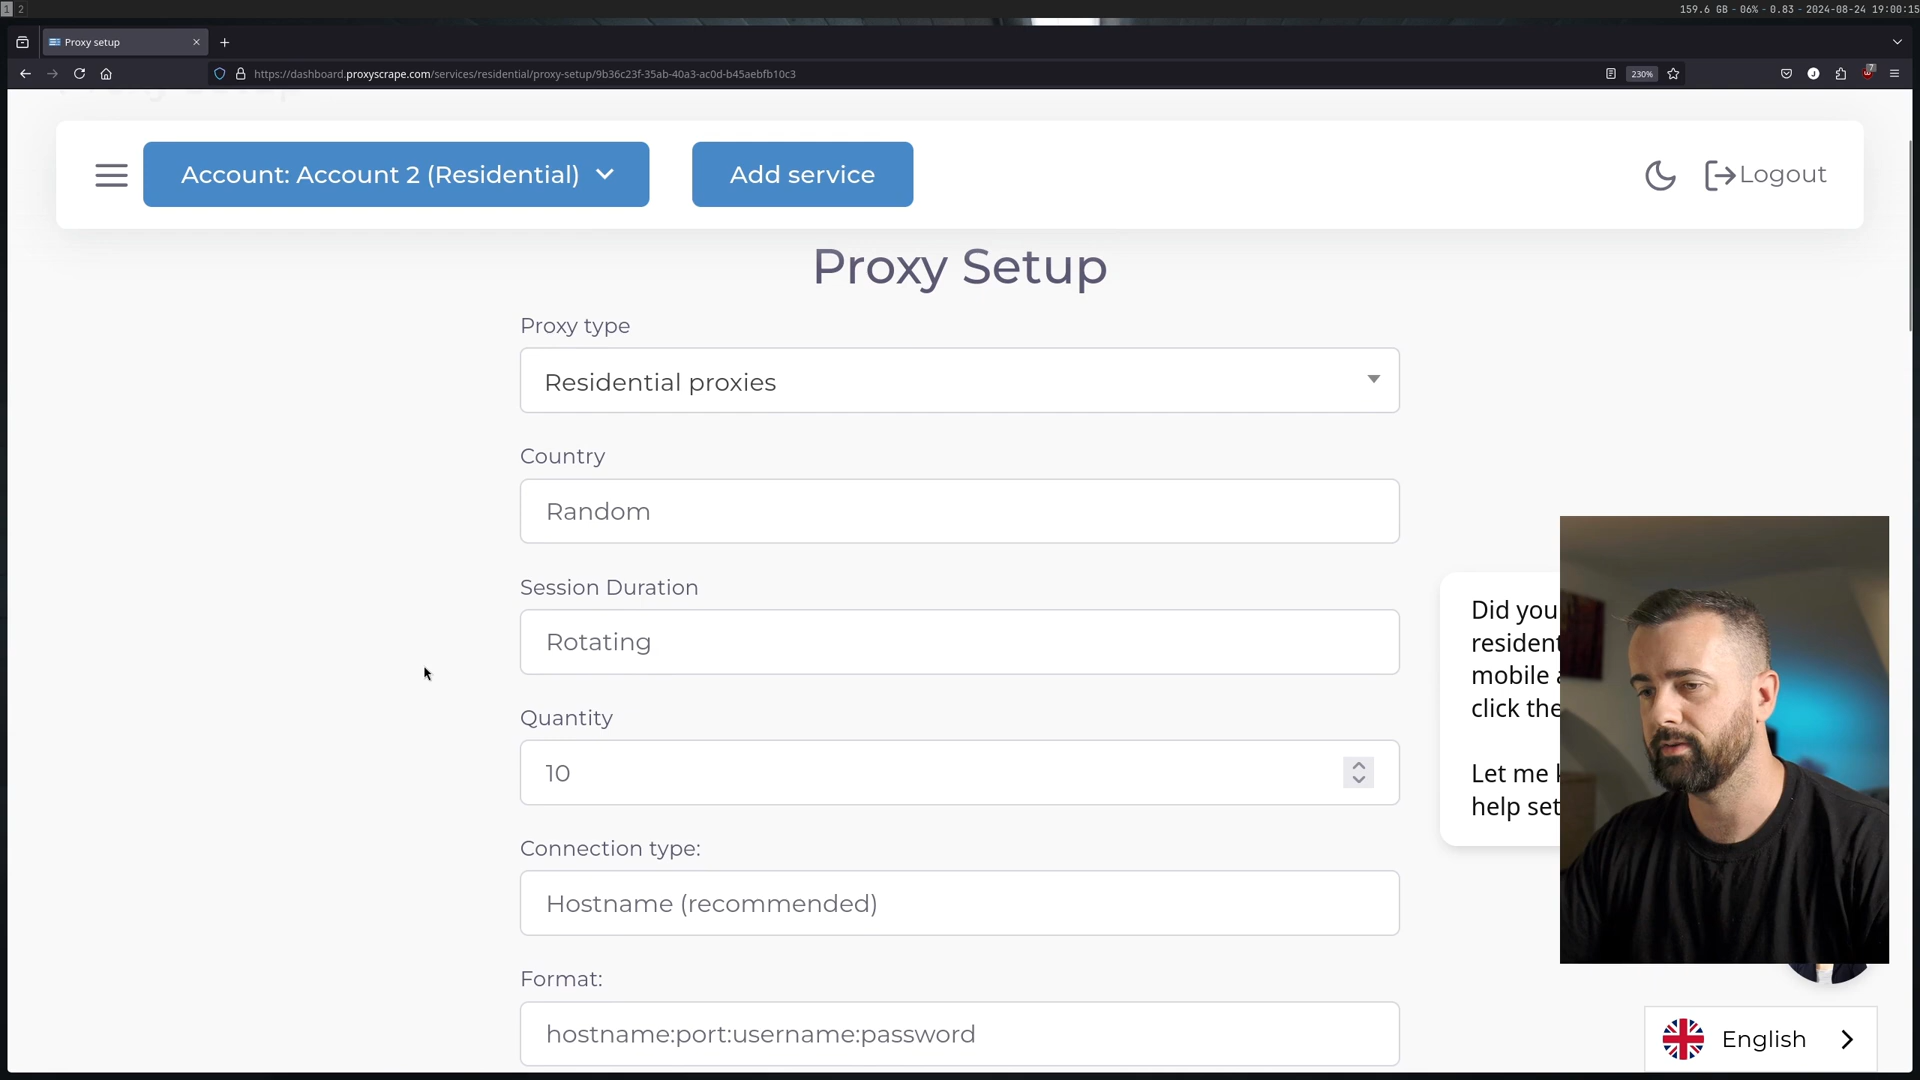 1 2
159.6 GB - 06% - 0.83 - 2024-08-24 19:00:15
Proxy setup
https://dashboard.proxyscrape.com/services/residential/proxy-setup/9b36c23f-35ab-40a3-ac0d-b45aebfb10c3
230%
7
Account: Account 2 (Residential)
Add service
Logout
Proxy Setup
Proxy type
Residential proxies
Country
Random
Session Duration
Rotating
Quantity
10
Connection type:
Hostname (recommended)
Format:
hostname:port:username:password
Did you
resident
mobile
click the
Let me
help set
English